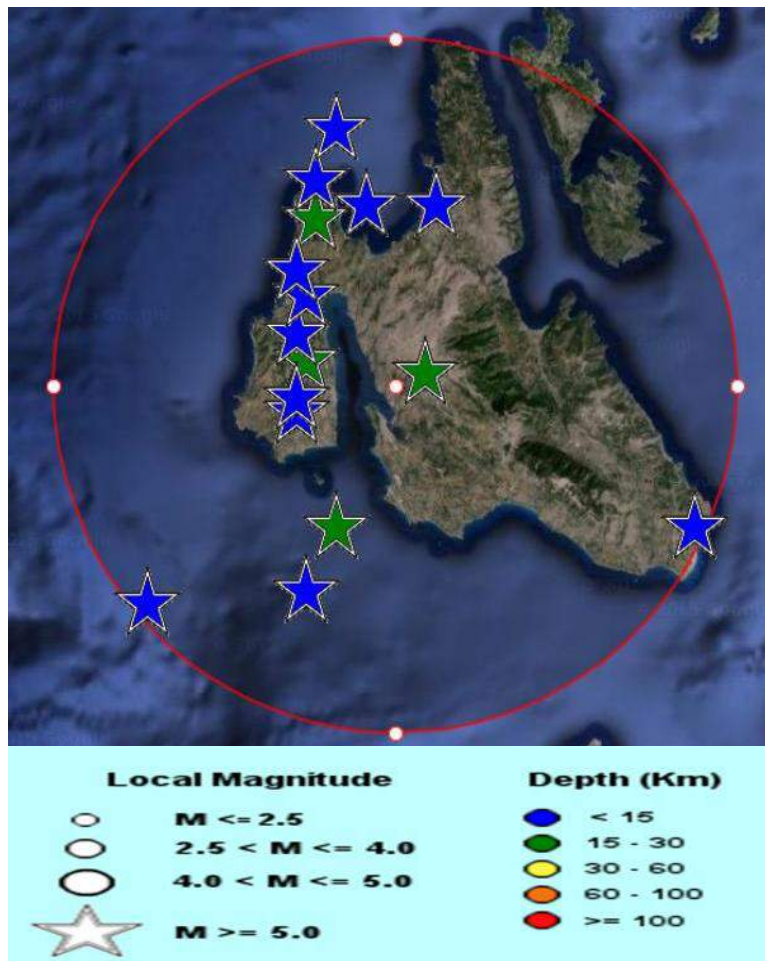 Local Magnitude
M <= 2.5
2.5 < M <= 4.0
4.0 < M <= 5.0
M >= 5.0
Depth (Km)
< 15
15 - 30
30 - 60
60 - 100
>= 100